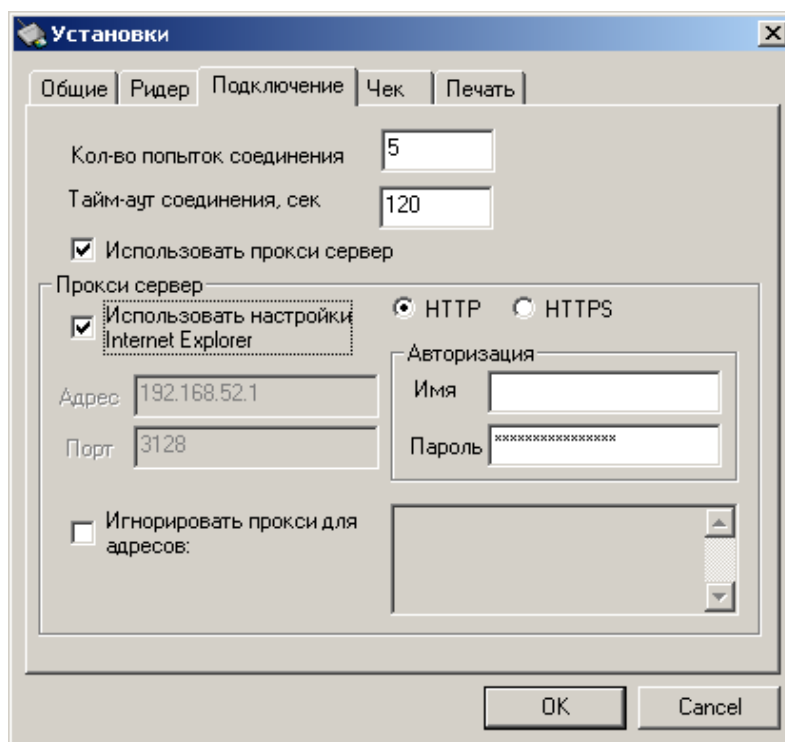 Установки
Общие Ридер Подключение Чек Печать
Кол-во попыток соединения 5
Тайм-аут соединения, сек 120
Использовать прокси сервер
Прокси сервер
Использовать настройки
Internet Explorer
HTTP HTTPS
Авторизация
Адрес 192.168.52.1
Имя
Порт 3128
Пароль ****************
Игнорировать прокси для
адресов:
OK Cancel